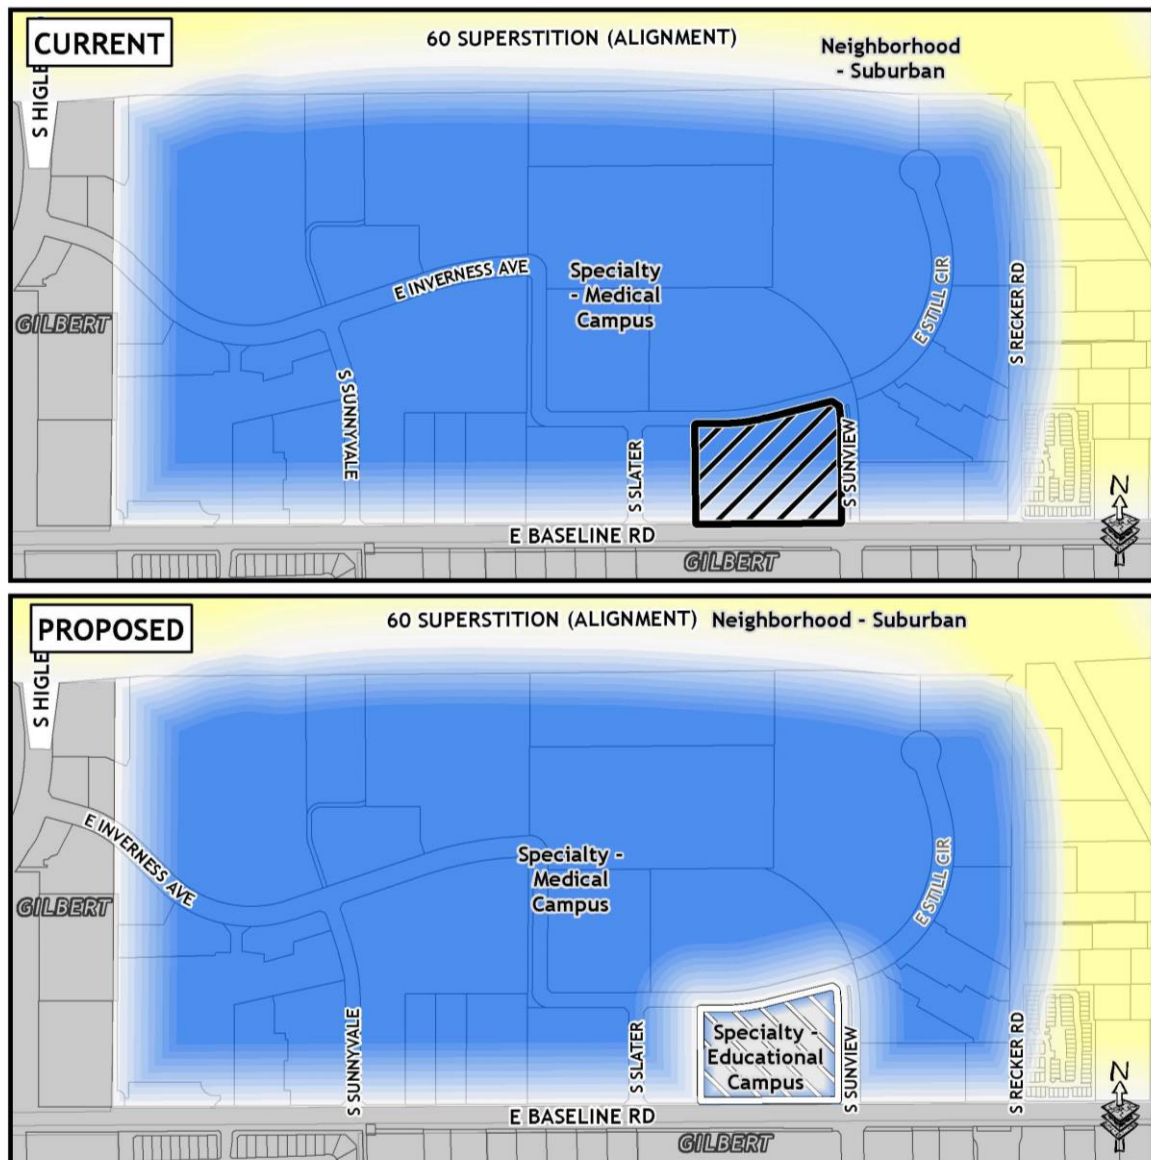 CURRENT
60 SUPERSTITION (ALIGNMENT)
Neighborhood
- Suburban
S HIGLE
E INVERNESS AVE
Specialty
- Medical
Campus
E STILL CIR
S RECKER RD
GILBERT
S SUNNYVALE
S SLATER
S SUNVIEW
E BASELINE RD
GILBERT
N
PROPOSED
60 SUPERSTITION (ALIGNMENT)
Neighborhood - Suburban
S HIGLE
E INVERNESS AVE
Specialty -
Medical
Campus
E STILL CIR
GILBERT
S SUNNYVALE
S SLATER
Specialty -
Educational
Campus
S SUNVIEW
S RECKER RD
E BASELINE RD
GILBERT
N